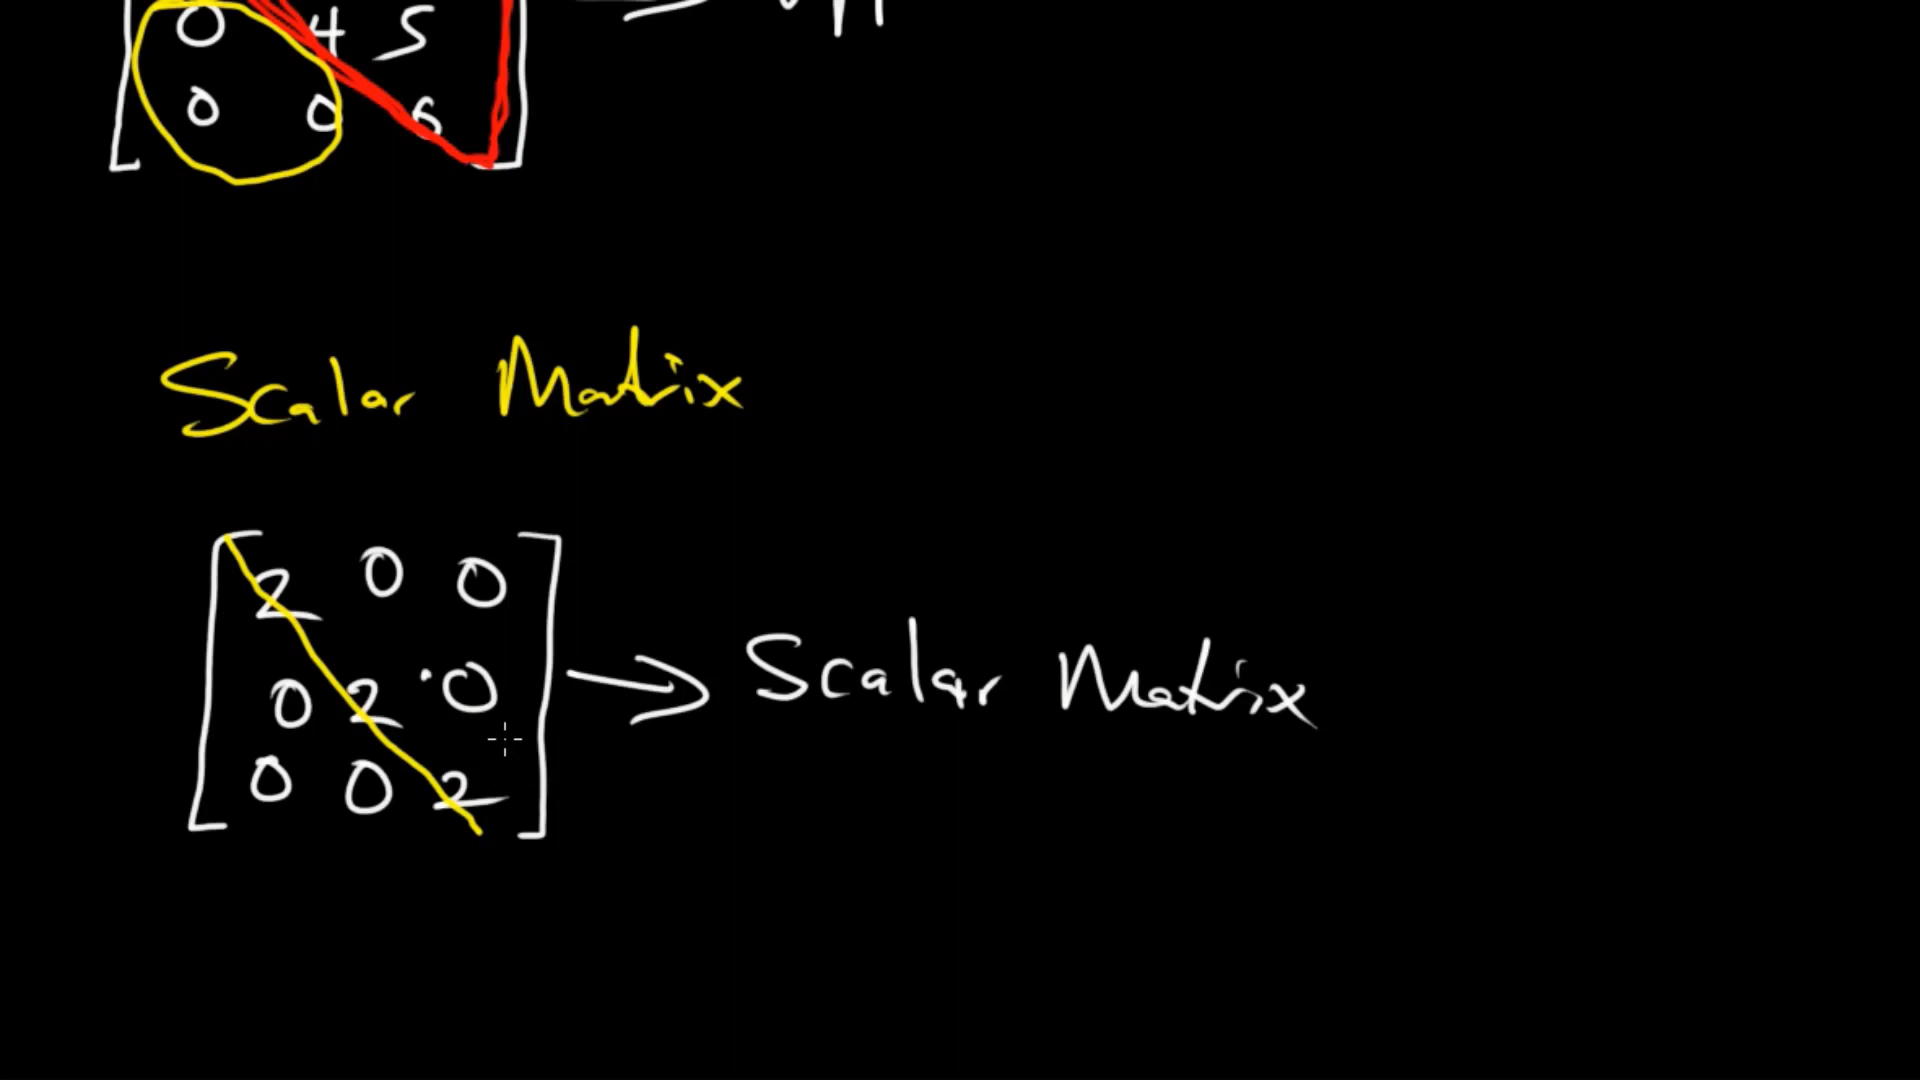 0 4 5
0 0 6
Scalar Matrix
2 0 0
0 2 0
0 0 2
Scalar Matrix